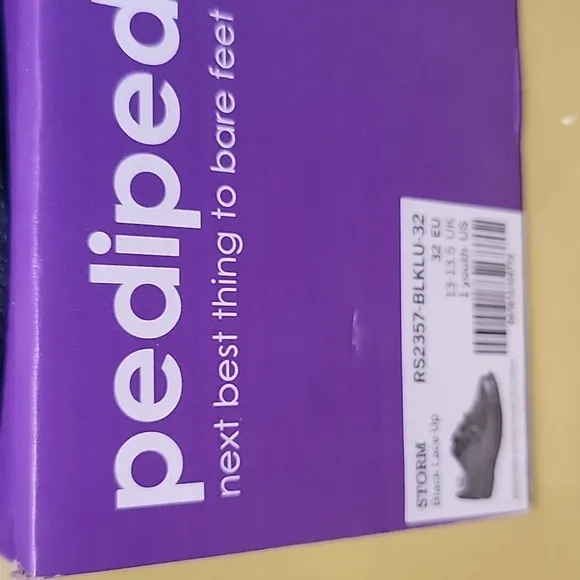 pediped
next best thing to bare feet
STORM
Black Lace Up
RS2357-BLKLU-32
32 EU
13-13.5 UK
1 youth US